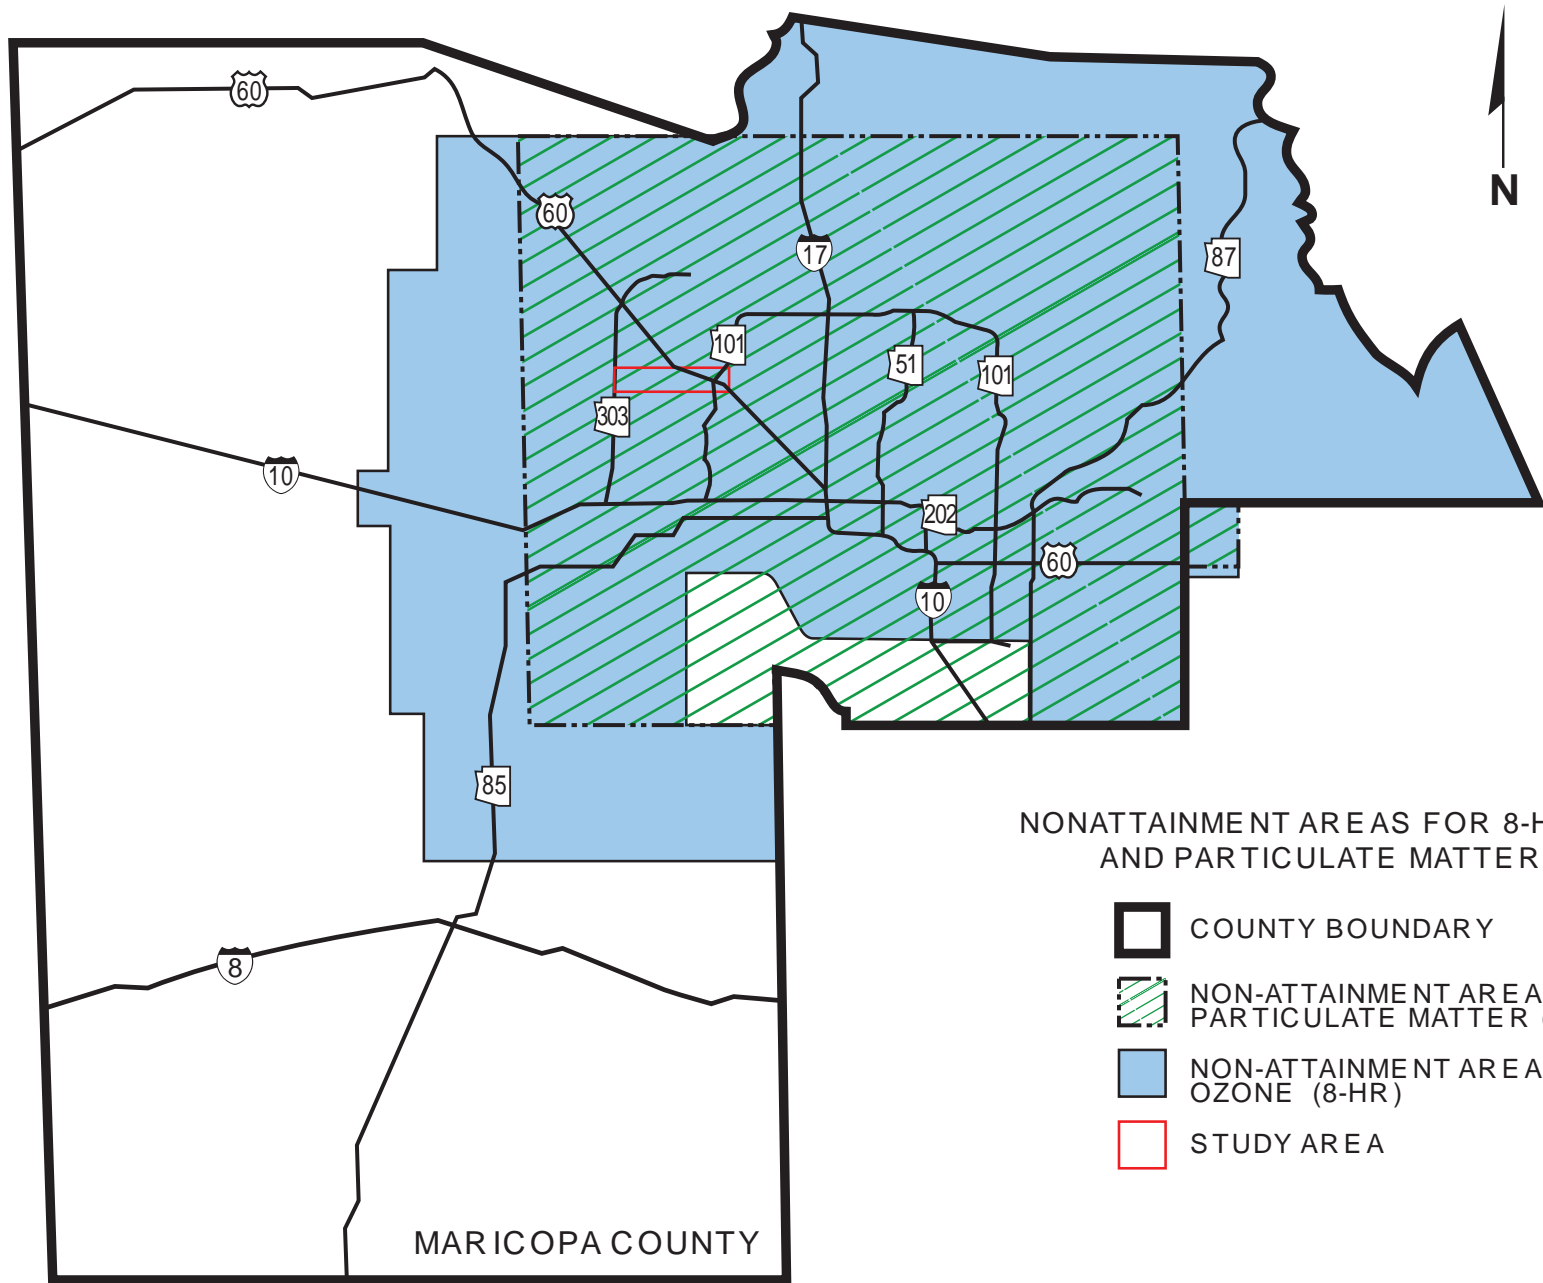 60
N
60
87
17
101
51
101
303
10
202
60
10
85
8
NONATTAINMENT AREAS FOR 8-H
AND PARTICULATE MATTER
COUNTY BOUNDARY
NON-ATTAINMENT AREA
PARTICULATE MATTER
NON-ATTAINMENT AREA
OZONE (8-HR)
STUDY AREA
MARICOPA COUNTY